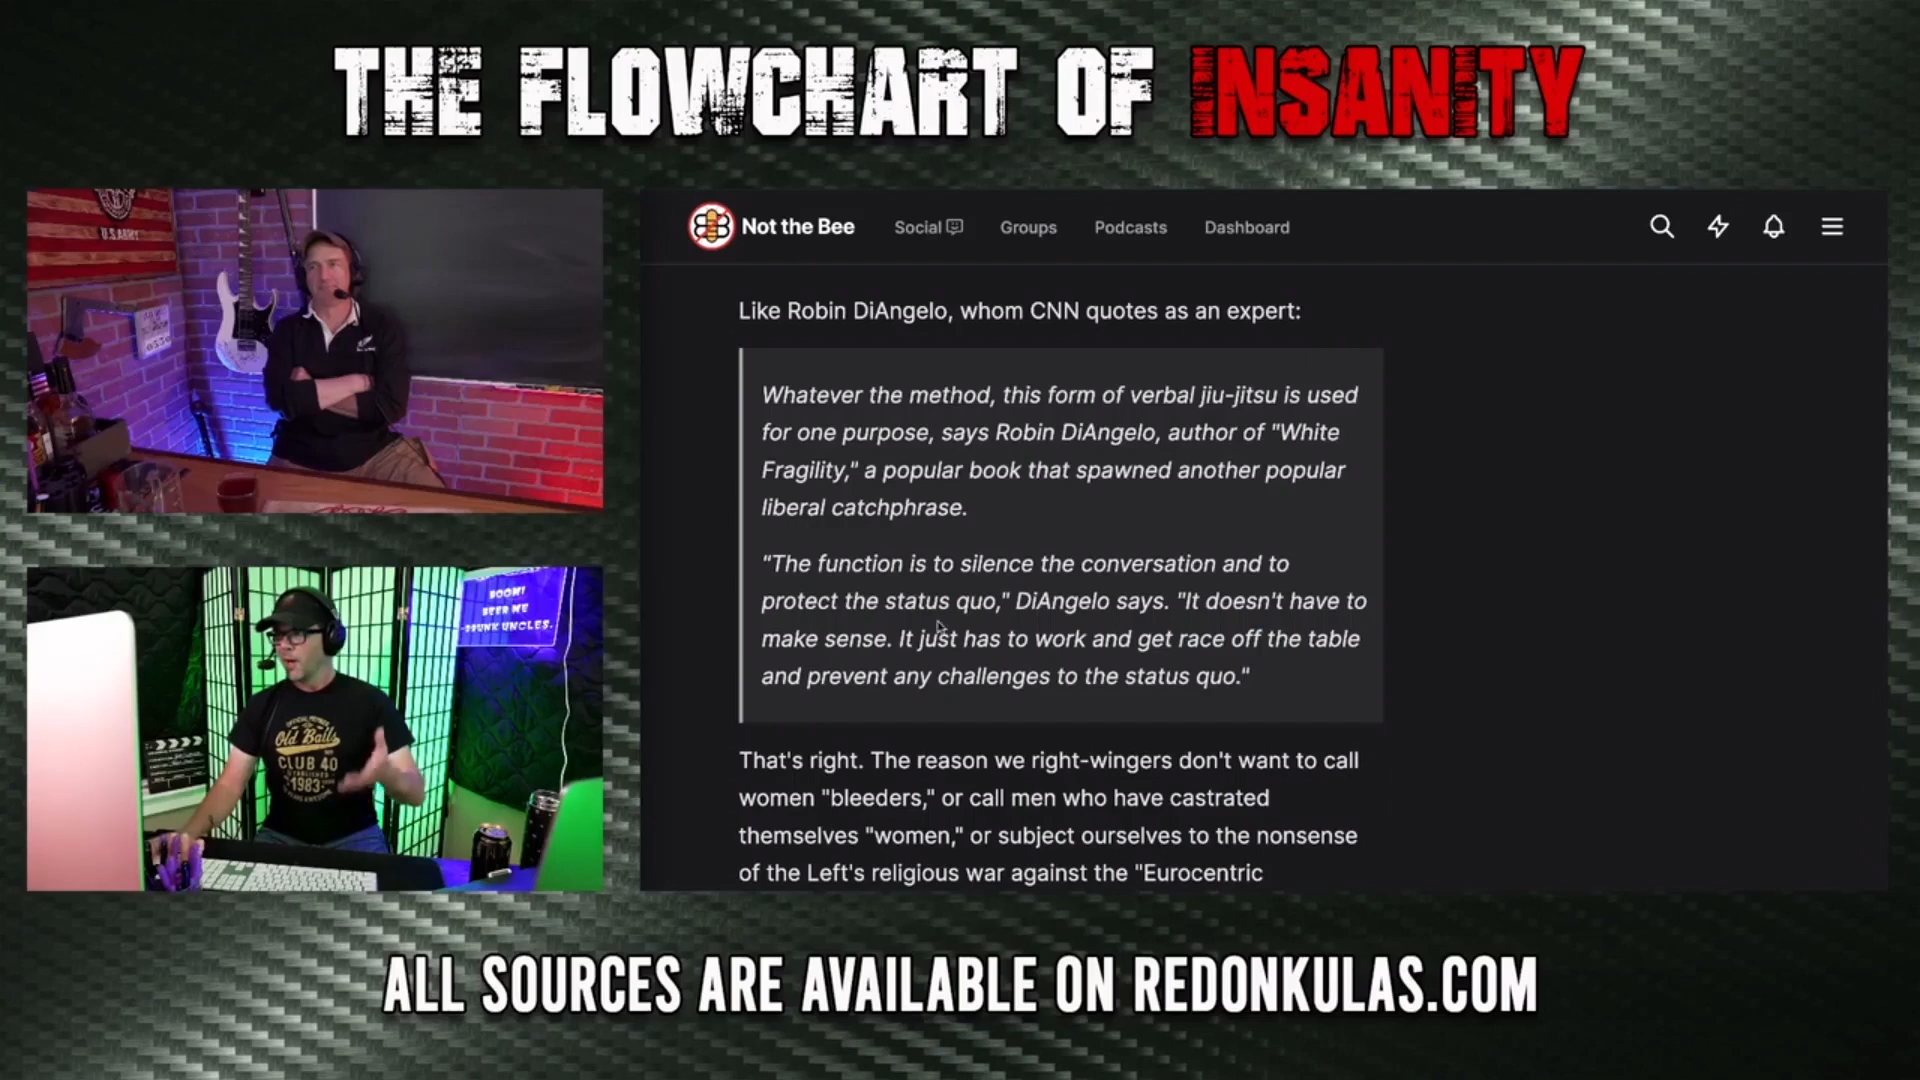 THE FLOWCHART OF INSANITY
U.S. ARMY
Not the Bee
Social
Groups
Podcasts
Dashboard
Like Robin DiAngelo, whom CNN quotes as an expert:
Whatever the method, this form of verbal jiu-jitsu is used
for one purpose, says Robin DiAngelo, author of "White
Fragility," a popular book that spawned another popular
liberal catchphrase.
"The function is to silence the conversation and to
protect the status quo," DiAngelo says. "It doesn't have to
make sense. It just has to work and get race off the table
and prevent any challenges to the status quo."
That's right. The reason we right-wingers don't want to call
women "bleeders," or call men who have castrated
themselves "women," or subject ourselves to the nonsense
of the Left's religious war against the "Eurocentric
BOOM!
BEER ME
-DRUNK UNCLES.
OFFICIAL MEMBER
Old Balls
CLUB 40
ESTABLISHED
1983
ALL SOURCES ARE AVAILABLE ON REDONKULAS.COM